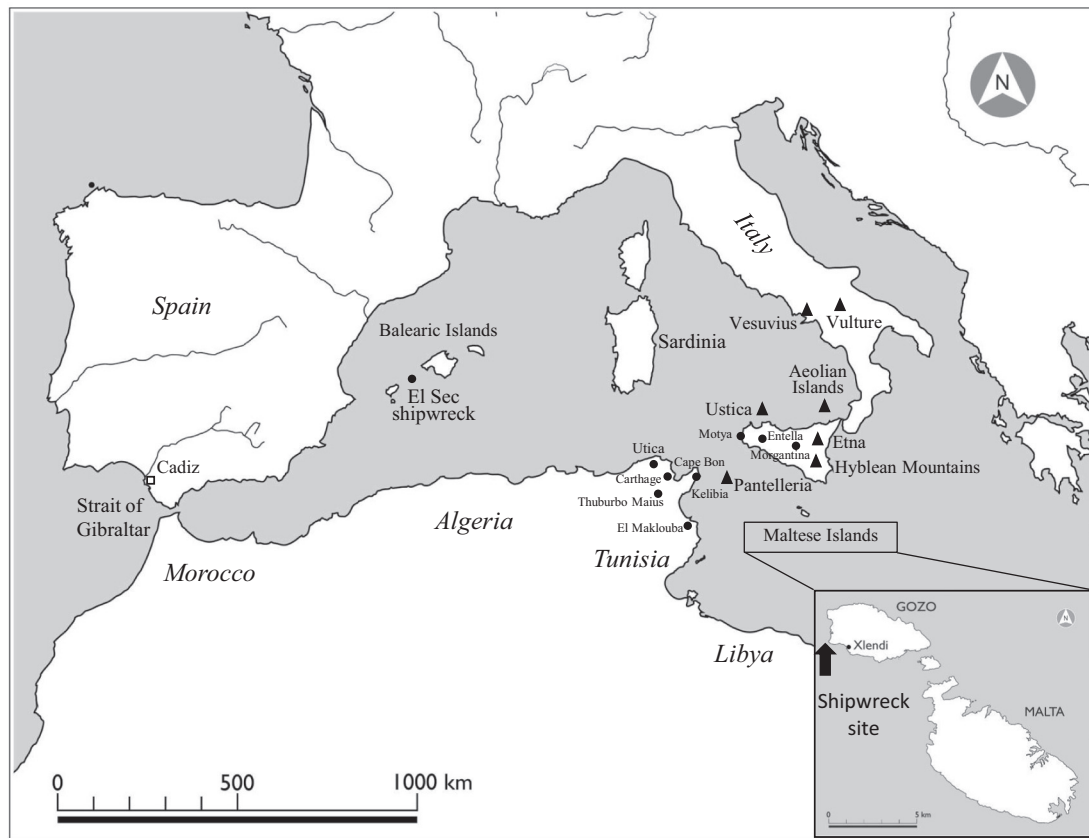 N
Italy
Spain
Vesuvius
Vulture
Balearic Islands
Sardinia
El Sec
shipwreck
Aeolian
Islands
Ustica
Motya
Entella
Etna
Morgantina
Hyblean Mountains
Utica
Cape Bon
Carthage
Kelibia
Pantelleria
Thuburbo Maius
Cadiz
Strait of
Gibraltar
Algeria
El Maklouba
Maltese Islands
Tunisia
Morocco
Libya
GOZO
N
Xlendi
Shipwreck
site
MALTA
0 5 km
0 500 1000 km